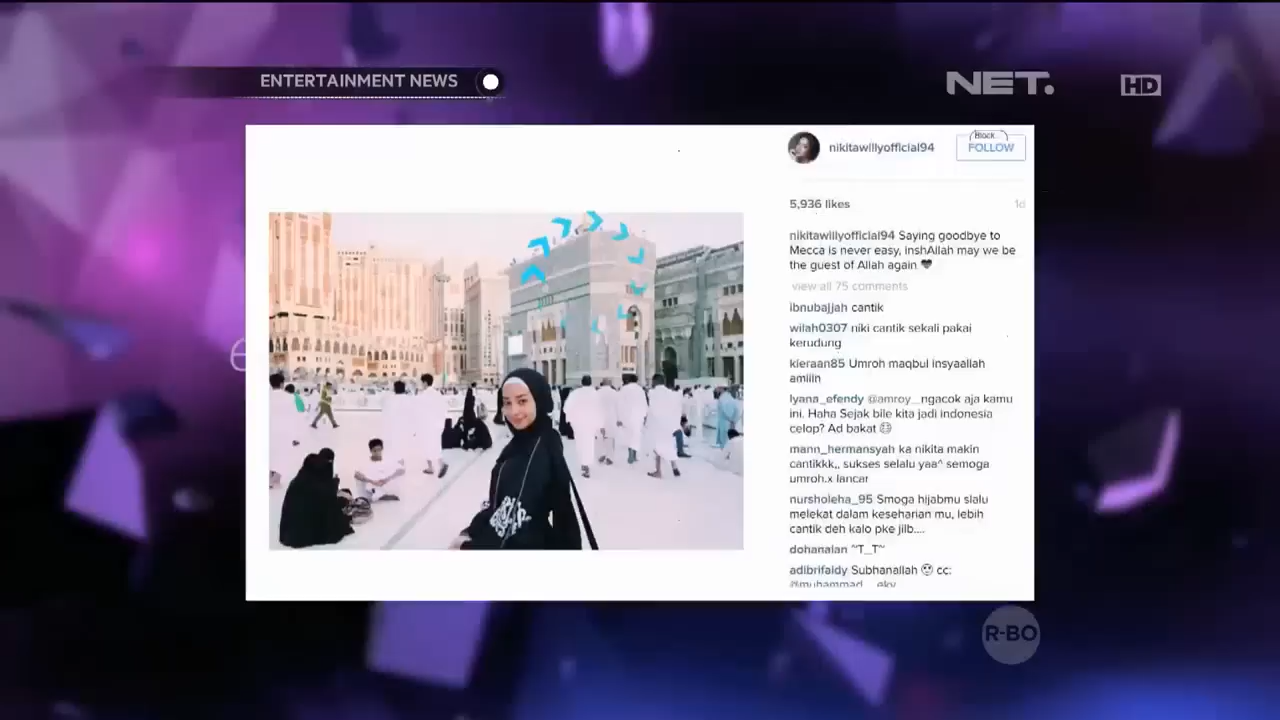 ENTERTAINMENT NEWS
NET.
HD
nikitawillyofficial94
Block
FOLLOW
5,936 likes
1d
nikitawillyofficial94 Saying goodbye to
Mecca is never easy, inshAllah may we be
the guest of Allah again 🖤
view all 75 comments
ibnubajjah cantik
wilah0307 niki cantik sekali pakai
kerudung
kieraan85 Umroh maqbul insyaallah
amiiin
lyana_efendy @amroy_ngacok aja kamu
ini. Haha Sejak bile kita jadi indonesia
celop? Ad bakat
mann_hermansyah ka nikita makin
cantikkk,, sukses selalu yaa^ semoga
umroh.x lancar
nursholeha_95 Smoga hijabmu slalu
melekat dalam keseharian mu, lebih
cantik deh kalo pke jilb....
dohanalan ~T_T~
adibrifaldy Subhanallah cc:
@muhammad__eky
R-BO